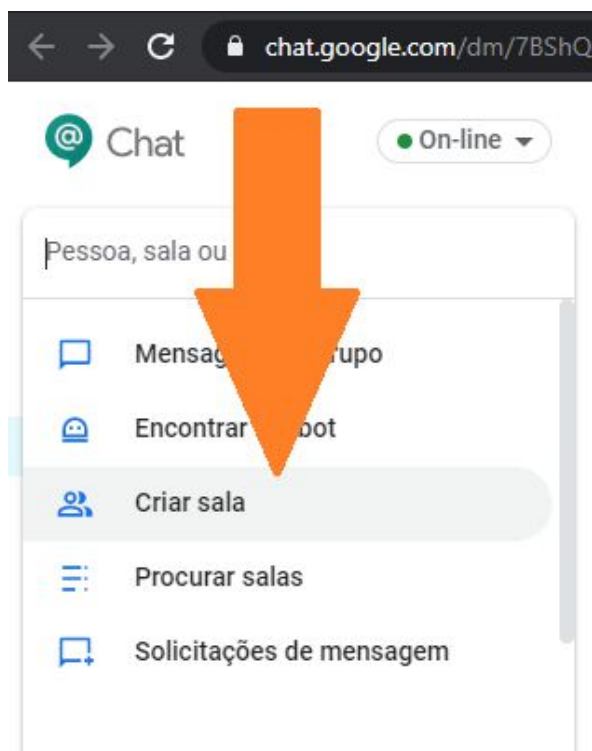 chat.google.com/dm/7BShQ
@ Chat
On-line
Pessoa, sala ou
Mensag rupo
Encontrar bot
Criar sala
Procurar salas
Solicitações de mensagem